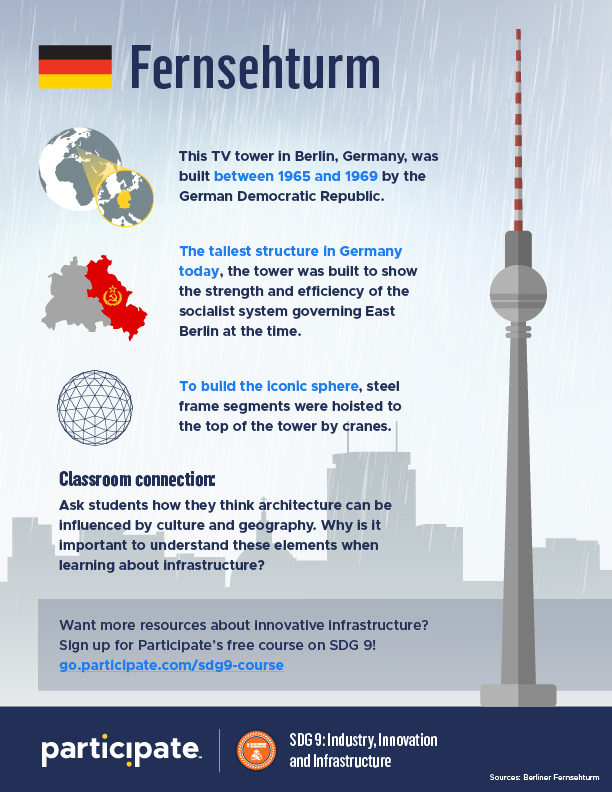 Fernsehturm
This TV tower in Berlin, Germany, was
built between 1965 and 1969 by the
German Democratic Republic.
The tallest structure in Germany
today, the tower was built to show
the strength and efficiency of the
socialist system governing East
Berlin at the time.
To build the iconic sphere, steel
frame segments were hoisted to
the top of the tower by cranes.
Classroom connection:
Ask students how they think architecture can be
influenced by culture and geography. Why is it
important to understand these elements when
learning about infrastructure?
Want more resources about innovative infrastructure?
Sign up for Participate's free course on SDG 9!
go.participate.com/sdg9-course
participate
SDG 9: Industry, Innovation
and Infrastructure
Sources: Berliner Fernsehturm